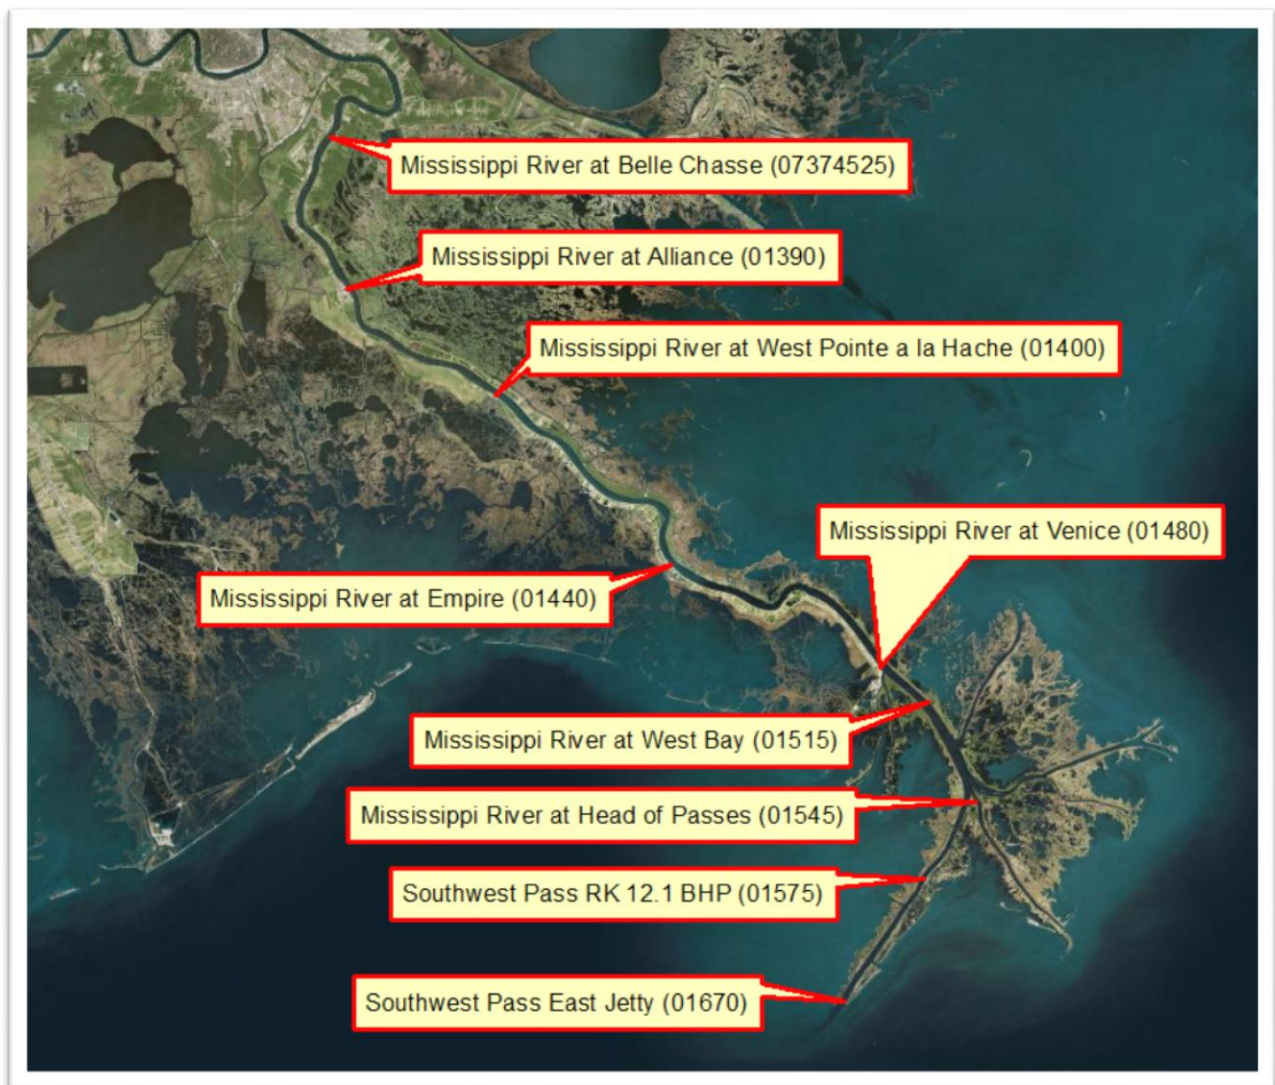 Mississippi River at Belle Chasse (07374525)
Mississippi River at Alliance (01390)
Mississippi River at West Pointe a la Hache (01400)
Mississippi River at Venice (01480)
Mississippi River at Empire (01440)
Mississippi River at West Bay (01515)
Mississippi River at Head of Passes (01545)
Southwest Pass RK 12.1 BHP (01575)
Southwest Pass East Jetty (01670)